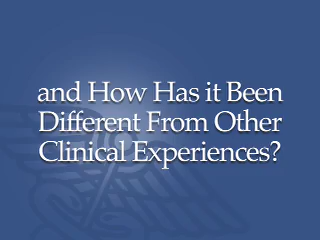 and How Has it Been
Different From Other
Clinical Experiences?